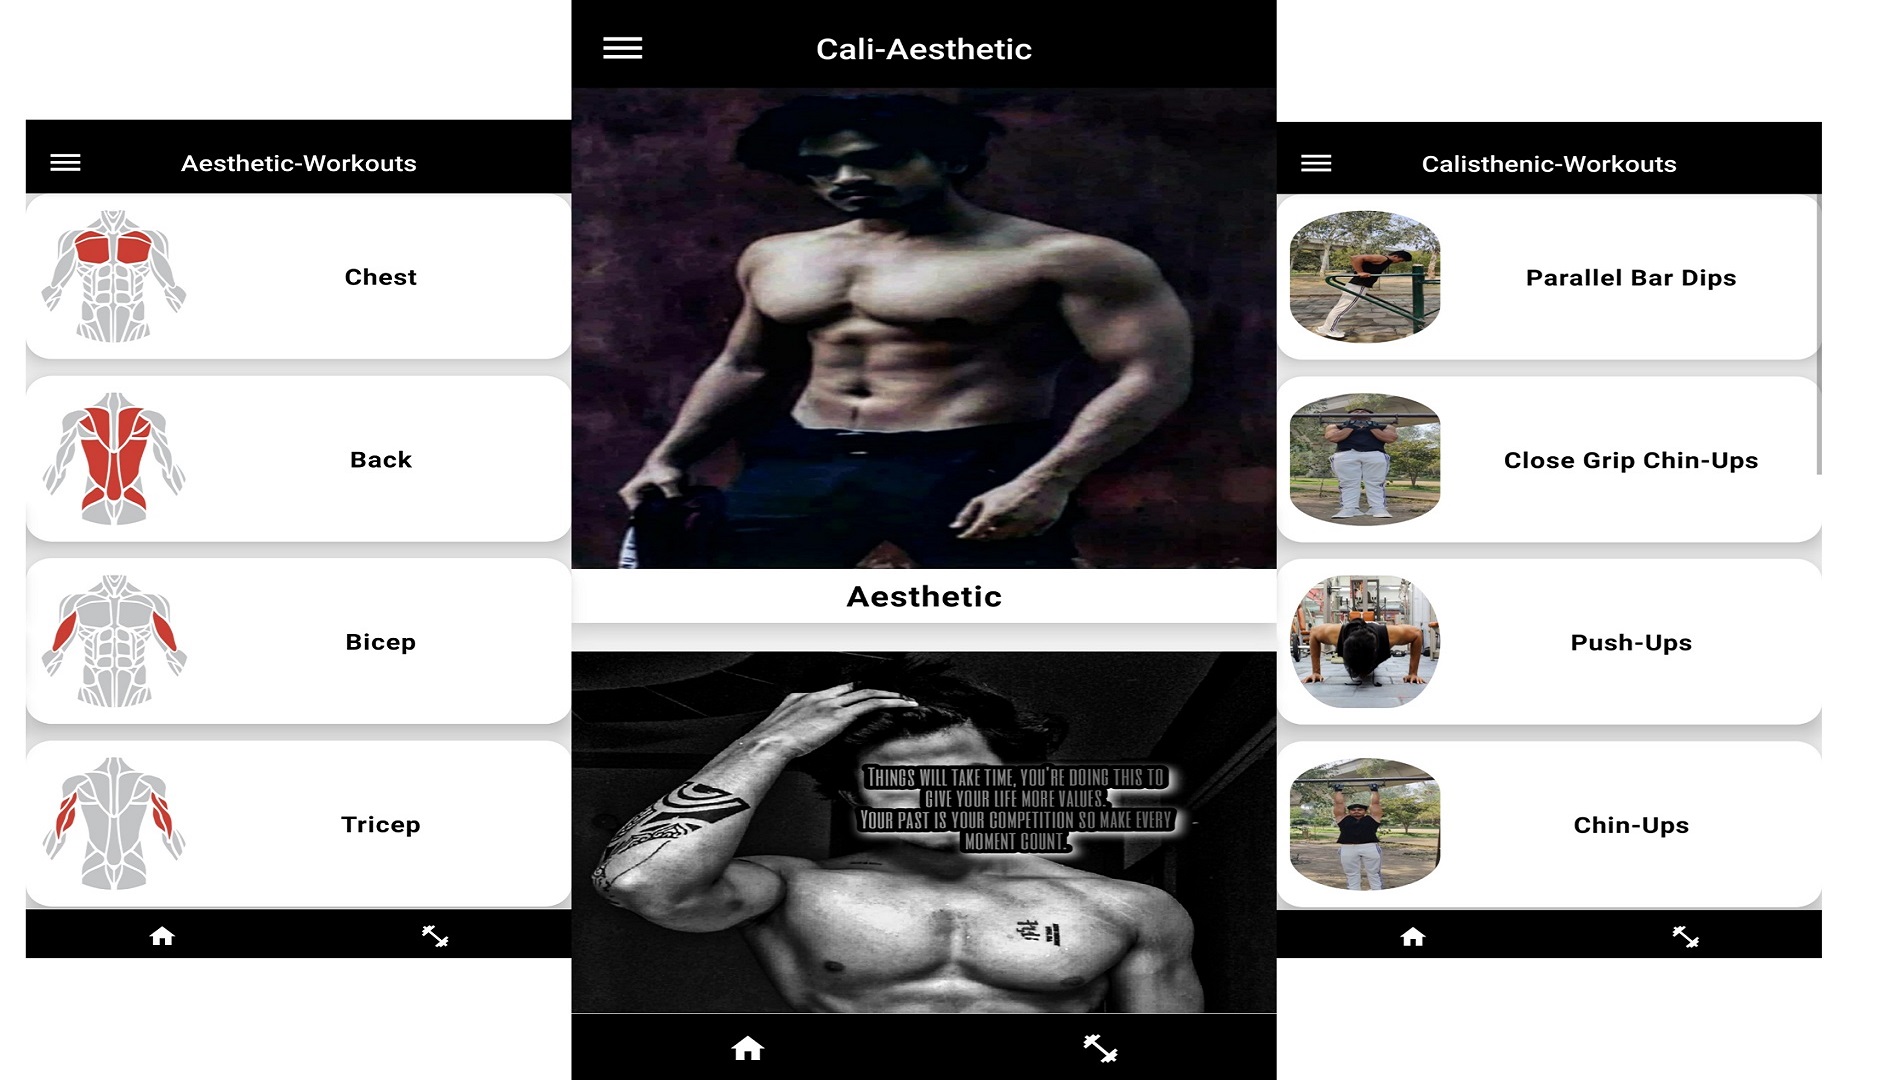 Aesthetic-Workouts
Chest
Back
Bicep
Tricep
Cali-Aesthetic
Aesthetic
THINGS WILL TAKE TIME, YOU'RE DOING THIS TO
GIVE YOUR LIFE MORE VALUES.
YOUR PAST IS YOUR COMPETITION SO MAKE EVERY
MOMENT COUNT.
Calisthenic-Workouts
Parallel Bar Dips
Close Grip Chin-Ups
Push-Ups
Chin-Ups